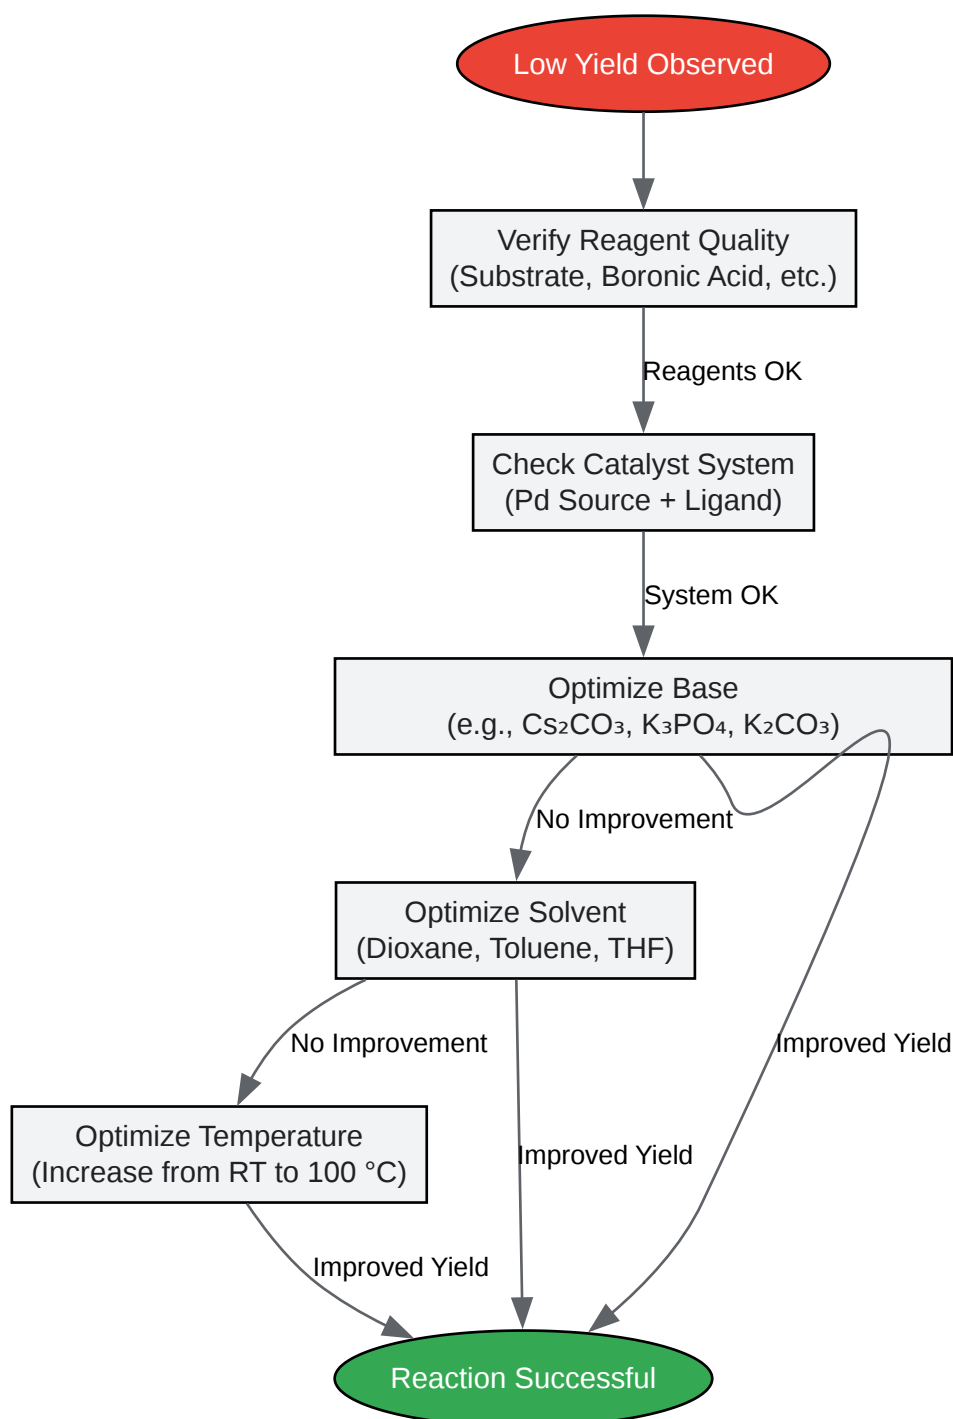 Low Yield Observed
Verify Reagent Quality
(Substrate, Boronic Acid, etc.)
Reagents OK
Check Catalyst System
(Pd Source + Ligand)
System OK
Optimize Base
(e.g., Cs₂CO₃, K₃PO₄, K₂CO₃)
No Improvement
Optimize Solvent
(Dioxane, Toluene, THF)
No Improvement
Improved Yield
Optimize Temperature
(Increase from RT to 100 °C)
Improved Yield
Improved Yield
Reaction Successful